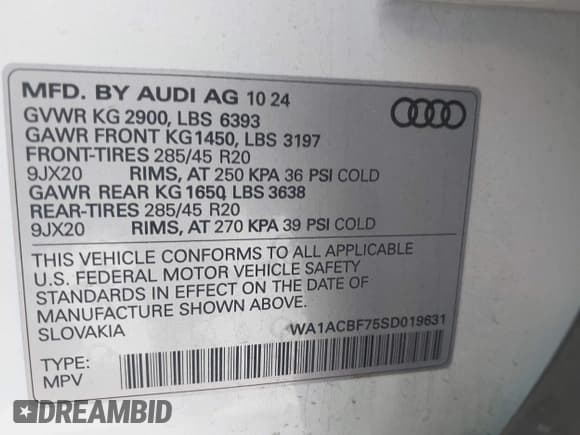 MFD. BY AUDI AG 10 24
GVWR KG 2900, LBS 6393
GAWR FRONT KG1450, LBS 3197
FRONT-TIRES 285/45 R20
9JX20 RIMS, AT 250 KPA 36 PSI COLD
GAWR REAR KG 1650, LBS 3638
REAR-TIRES 285/45 R20
9JX20 RIMS, AT 270 KPA 39 PSI COLD
THIS VEHICLE CONFORMS TO ALL APPLICABLE
U.S. FEDERAL MOTOR VEHICLE SAFETY
STANDARDS IN EFFECT ON THE DATE OF
MANUFACTURE SHOWN ABOVE.
SLOVAKIA WA1ACBF75SD019631
TYPE:
MPV
DREAMBID